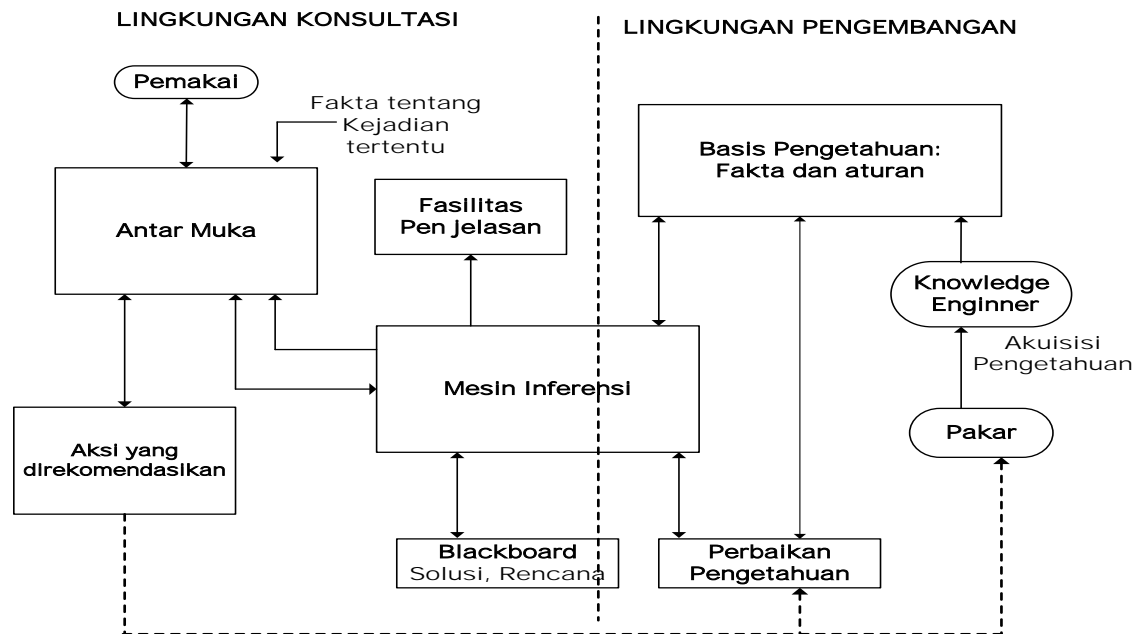 LINGKUNGAN KONSULTASI
LINGKUNGAN PENGEMBANGAN
Pemakai
Fakta tentang
Kejadian
tertentu
Basis Pengetahuan:
Fakta dan aturan
Antar Muka
Fasilitas
Pen jelasan
Knowledge
Enginner
Akuisisi
Pengetahuan
Mesin Inferensi
Pakar
Aksi yang
direkomendasikan
Blackboard
Solusi, Rencana
Perbaikan
Pengetahuan